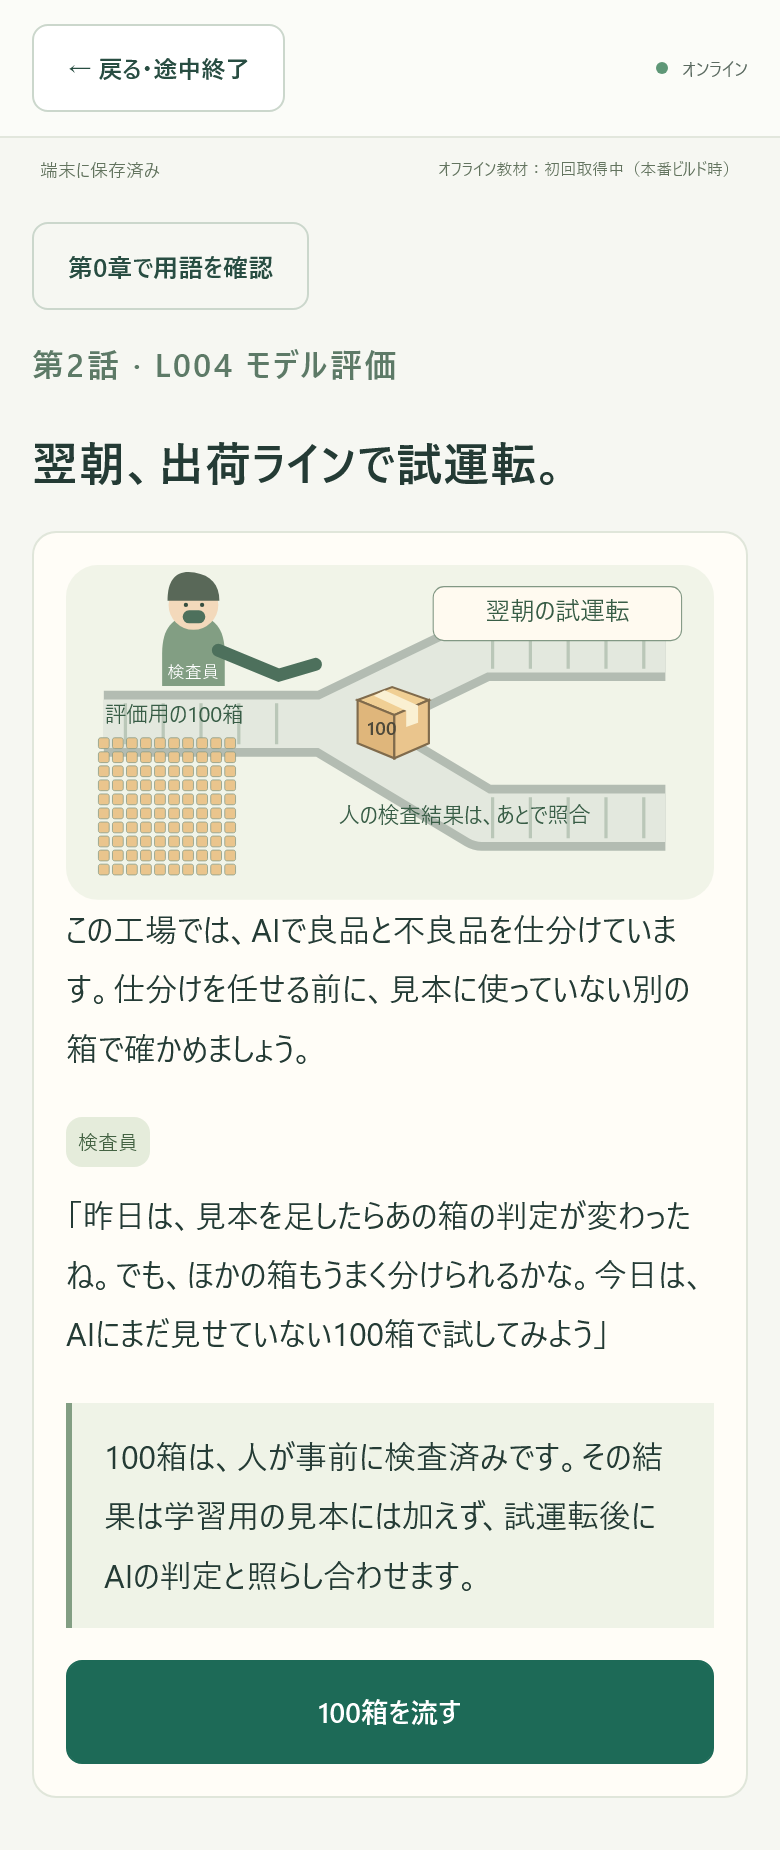 ← 戻る・途中終了
オンライン
端末に保存済み
オフライン教材：初回取得中（本番ビルド時）
第0章で用語を確認
第2話 · L004 モデル評価
翌朝、出荷ラインで試運転。
翌朝の試運転
検査員
評価用の100箱
100
人の検査結果は、あとで照合
この工場では、AIで良品と不良品を仕分けていま
す。仕分けを任せる前に、見本に使っていない別の
箱で確かめましょう。
検査員
「昨日は、見本を足したらあの箱の判定が変わった
ね。でも、ほかの箱もうまく分けられるかな。今日は、
AIにまだ見せていない100箱で試してみよう」
100箱は、人が事前に検査済みです。その結
果は学習用の見本には加えず、試運転後に
AIの判定と照らし合わせます。
100箱を流す